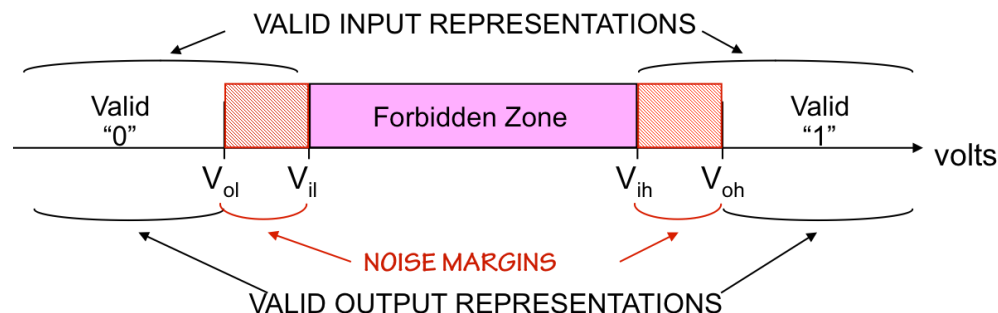 VALID INPUT REPRESENTATIONS
Valid
“0”
Forbidden Zone
Valid
“1”
volts
Vol
Vil
Vih
Voh
NOISE MARGINS
VALID OUTPUT REPRESENTATIONS